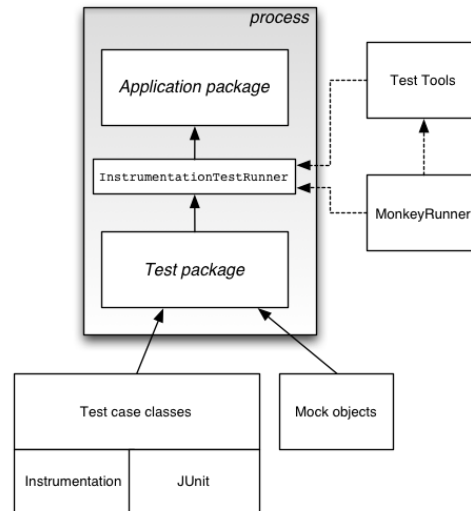 process
Application package
Test Tools
InstrumentationTestRunner
MonkeyRunner
Test package
Test case classes
Mock objects
Instrumentation
JUnit